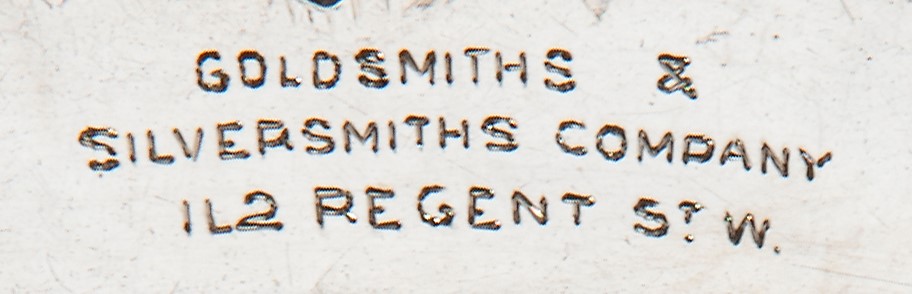 GOLDSMITHS &
SILVERSMITHS COMPANY
112 REGENT ST. W.